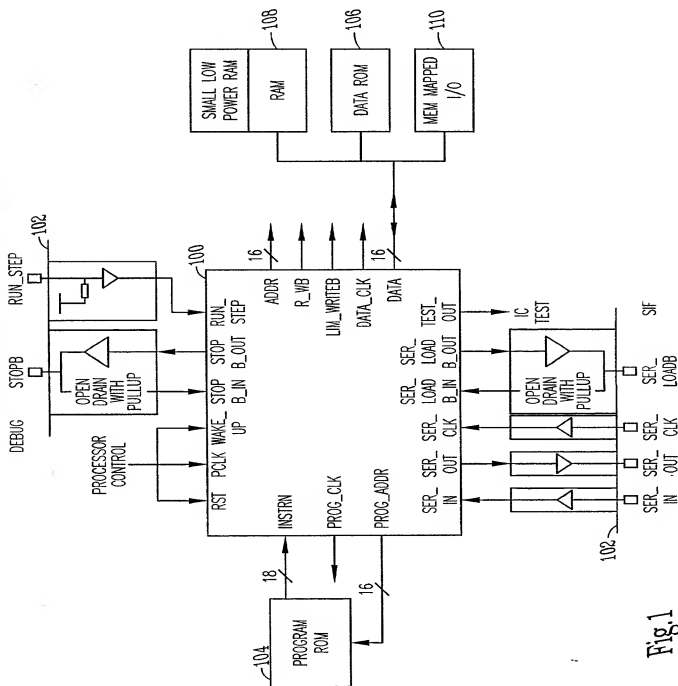 DEBUG
STOPB
RUN_STEP
102
OPEN
DRAIN
WITH
PULLUP
PROCESSOR
CONTROL
RST
PCLK
WAKE_
UP
STOP
B_IN
STOP
B_OUT
RUN_
STEP
100
104
PROGRAM
ROM
18
16
INSTRN
PROG_CLK
PROG_ADDR
ADDR
16
R_WB
LIM_WRITEB
DATA_CLK
DATA
16
SMALL LOW
POWER RAM
RAM
108
DATA ROM
106
MEM MAPPED
I/O
110
SER_
IN
SER_
OUT
SER_
CLK
SER_
LOAD
B_IN
SER_
LOAD
B_OUT
TEST_
OUT
IC
TEST
OPEN
DRAIN
WITH
PULLUP
102
SER_
IN
SER_
OUT
SER_
CLK
SER_
LOADB
SIF
Fig.1